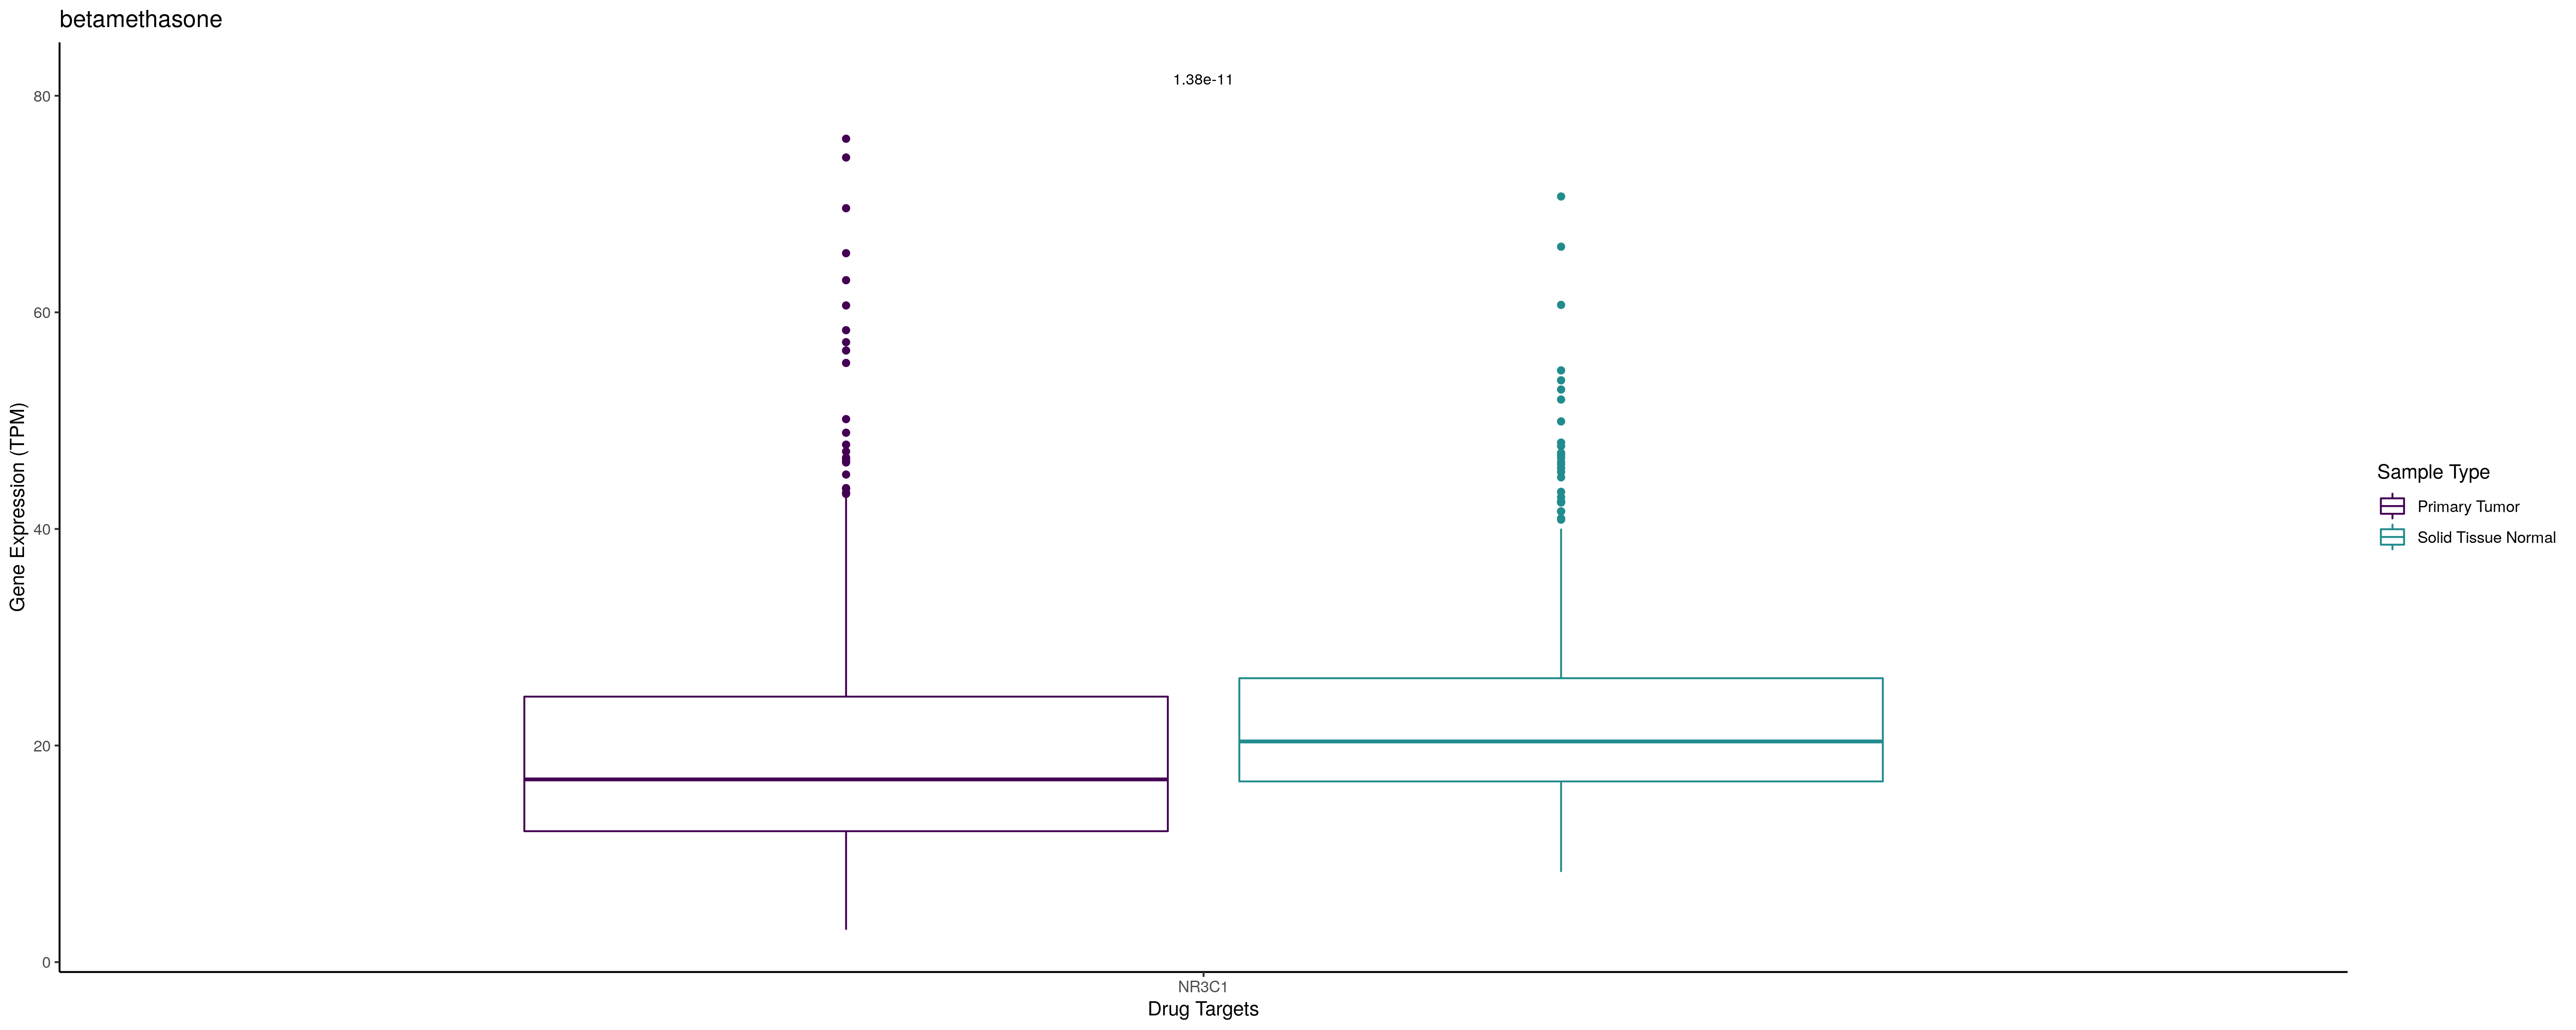 betamethasone
1.38e-11
80
60
40
20
0
Gene Expression (TPM)
NR3C1
Drug Targets
Sample Type
Primary Tumor
Solid Tissue Normal